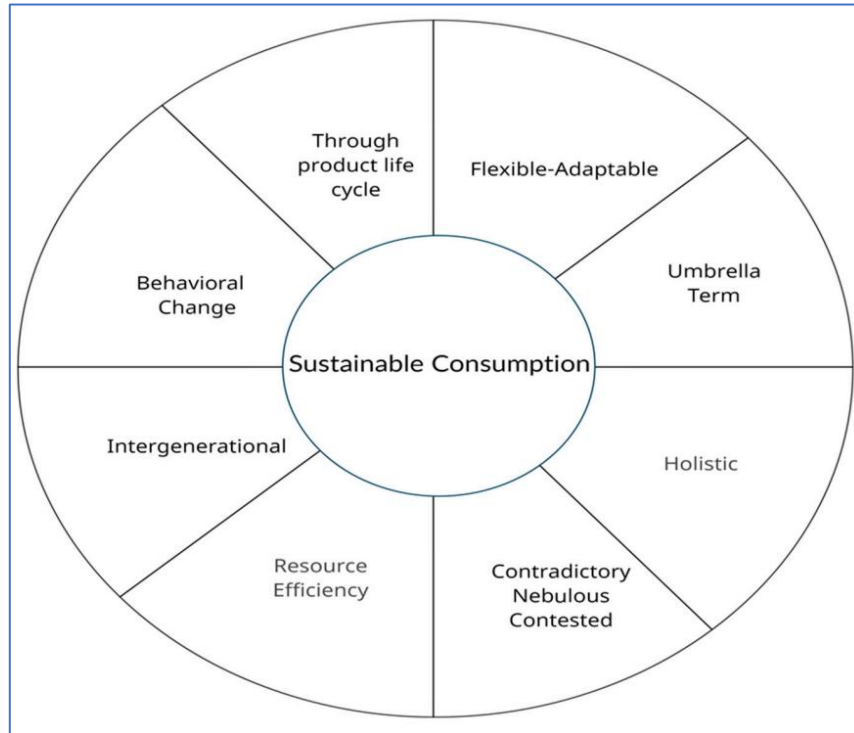 Through
product life
cycle
Flexible-Adaptable
Umbrella
Term
Behavioral
Change
Sustainable Consumption
Intergenerational
Holistic
Resource
Efficiency
Contradictory
Nebulous
Contested